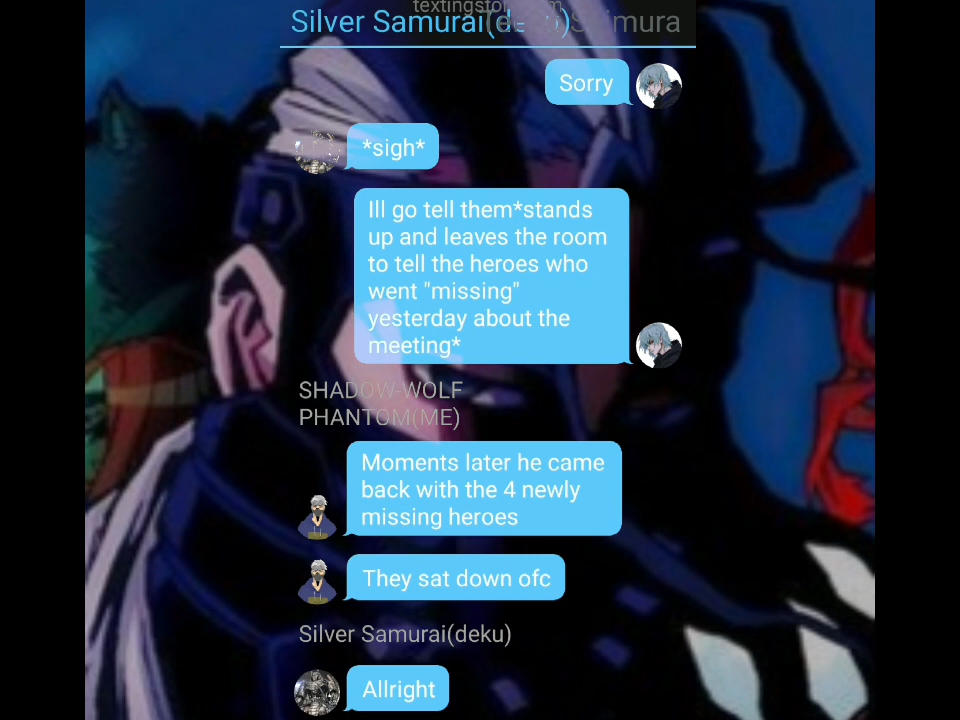 Silver Samurai(deku)
Sorry
*sigh*
Ill go tell them*stands
up and leaves the room
to tell the heroes who
went "missing"
yesterday about the
meeting*
SHADOW-WOLF
PHANTOM(ME)
Moments later he came
back with the 4 newly
missing heroes
They sat down ofc
Silver Samurai(deku)
Allright